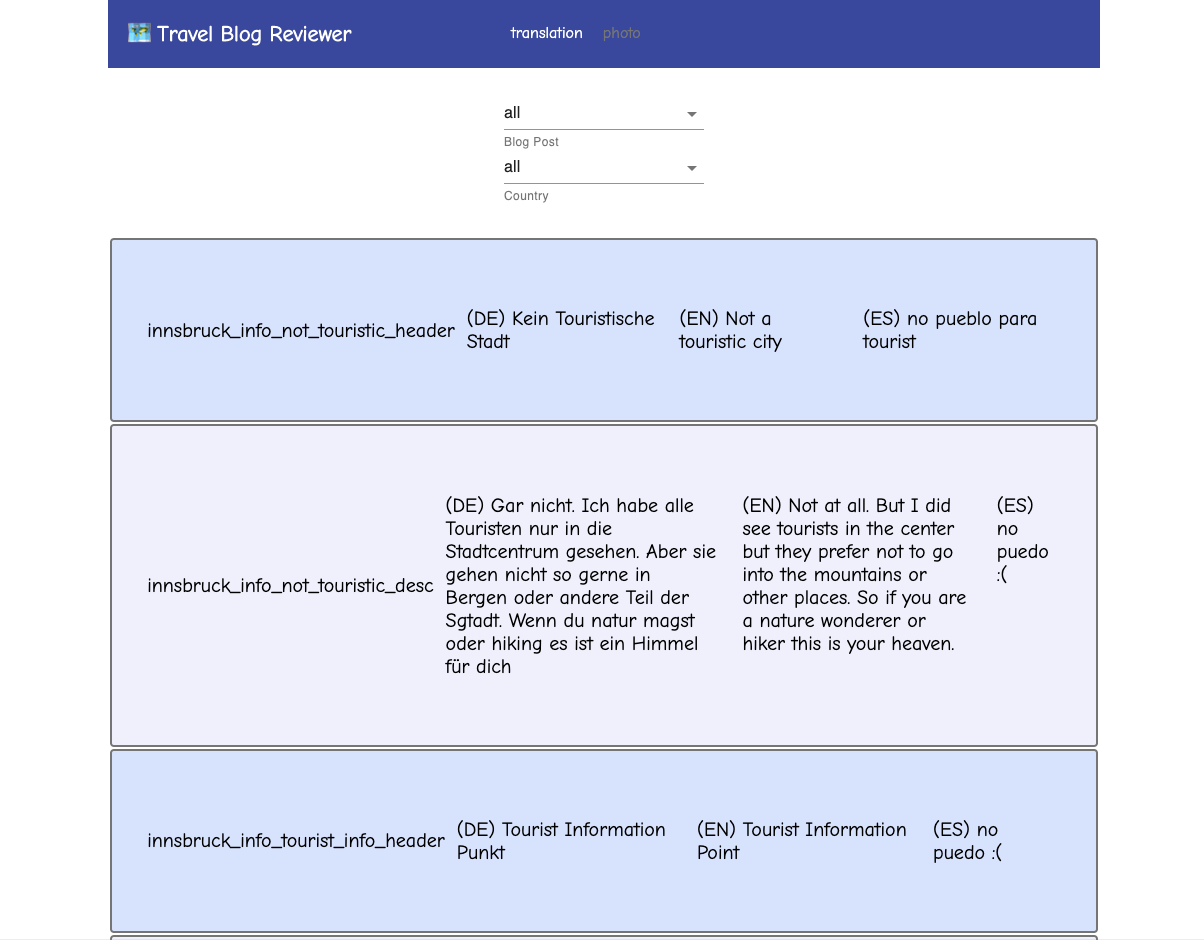 Travel Blog Reviewer
translation photo
all
Blog Post
all
Country
innsbruck_info_not_touristic_header
(DE) Kein Touristische
Stadt
(EN) Not a
touristic city
(ES) no pueblo para
tourist
innsbruck_info_not_touristic_desc
(DE) Gar nicht. Ich habe alle
Touristen nur in die
Stadtcentrum gesehen. Aber sie
gehen nicht so gerne in
Bergen oder andere Teil der
Sgtadt. Wenn du natur magst
oder hiking es ist ein Himmel
für dich
(EN) Not at all. But I did
see tourists in the center
but they prefer not to go
into the mountains or
other places. So if you are
a nature wonderer or
hiker this is your heaven.
(ES)
no
puedo
:(
innsbruck_info_tourist_info_header
(DE) Tourist Information
Punkt
(EN) Tourist Information
Point
(ES) no
puedo :(